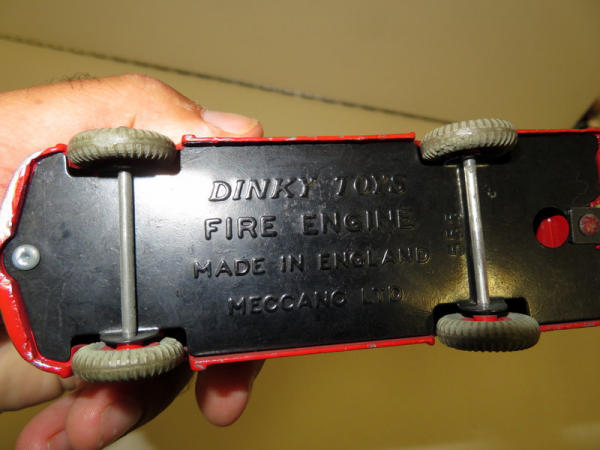 DINKY TOYS
FIRE ENGINE
MADE IN ENGLAND
MECCANO LTD
555